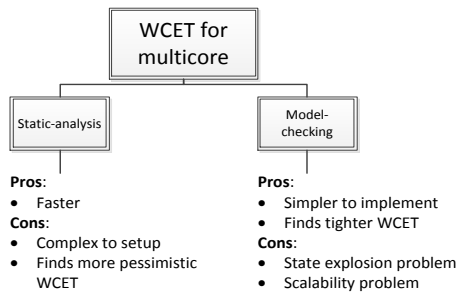 WCET for
multicore
Static-analysis
Model-
checking
Pros:
• Faster
Cons:
• Complex to setup
• Finds more pessimistic
WCET
Pros:
• Simpler to implement
• Finds tighter WCET
Cons:
• State explosion problem
• Scalability problem